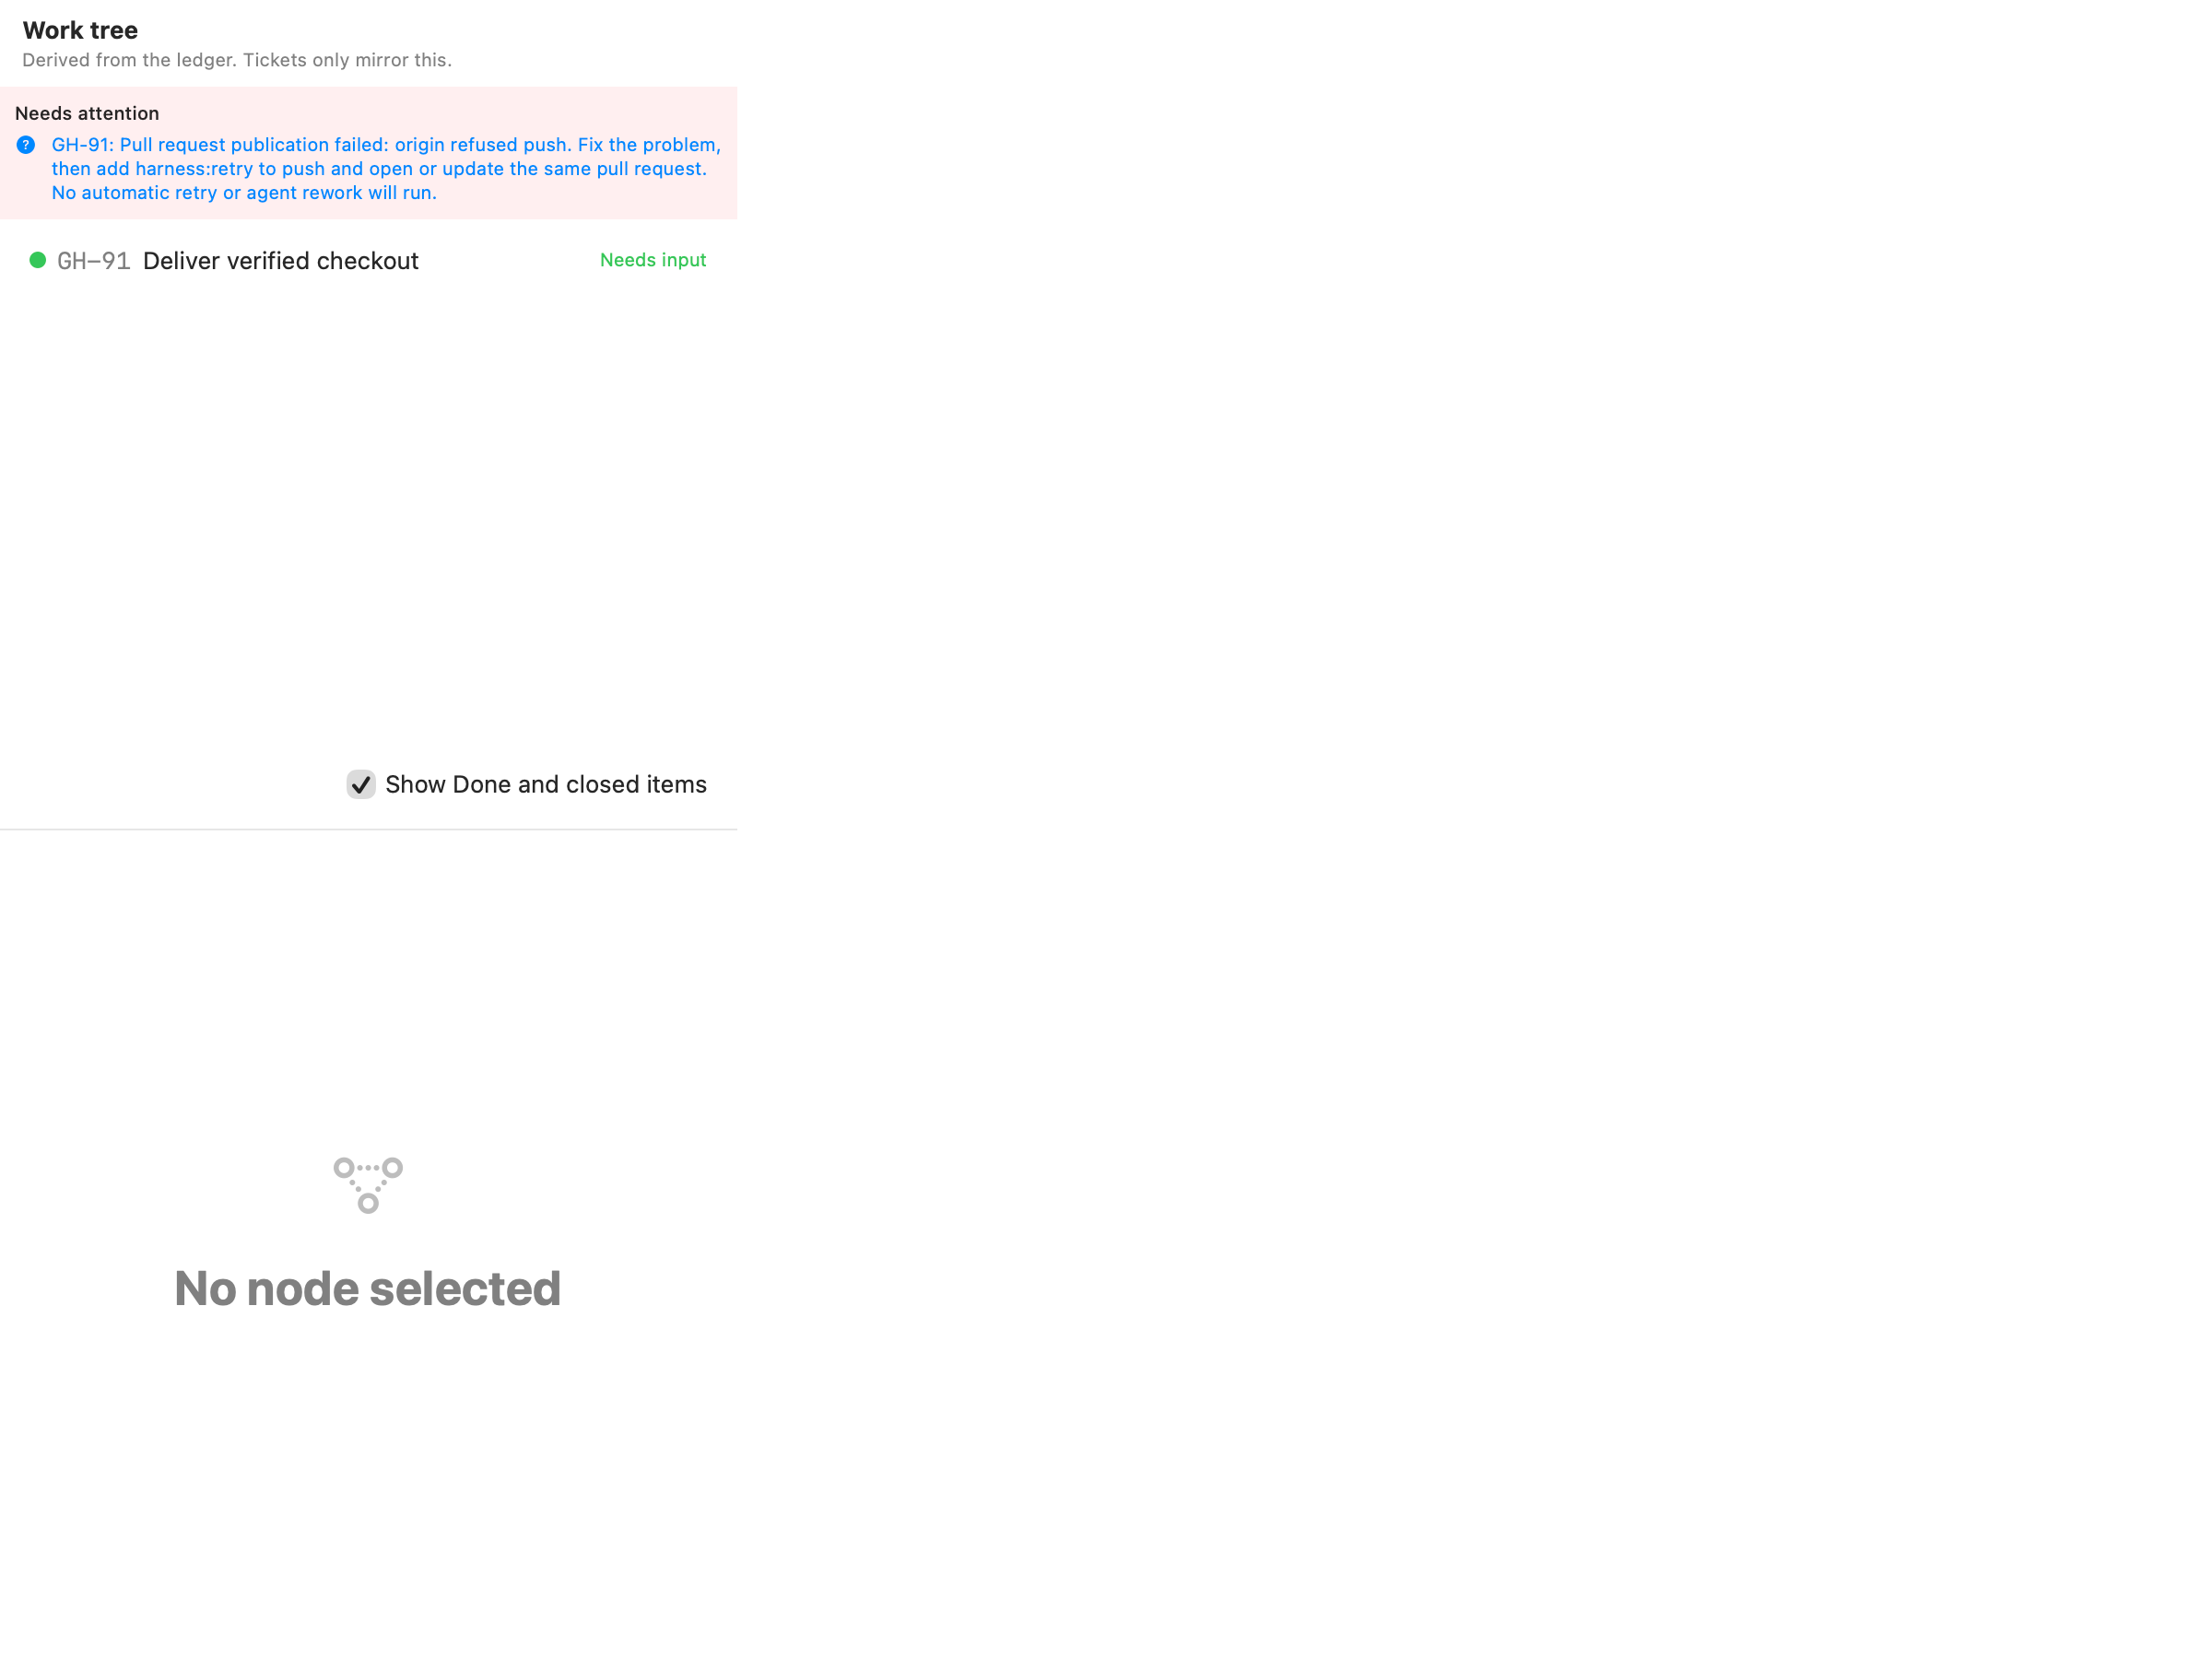 Work tree
Derived from the ledger. Tickets only mirror this.
Needs attention
? GH-91: Pull request publication failed: origin refused push. Fix the problem,
then add harness:retry to push and open or update the same pull request.
No automatic retry or agent rework will run.
GH-91 Deliver verified checkout Needs input
Show Done and closed items
No node selected